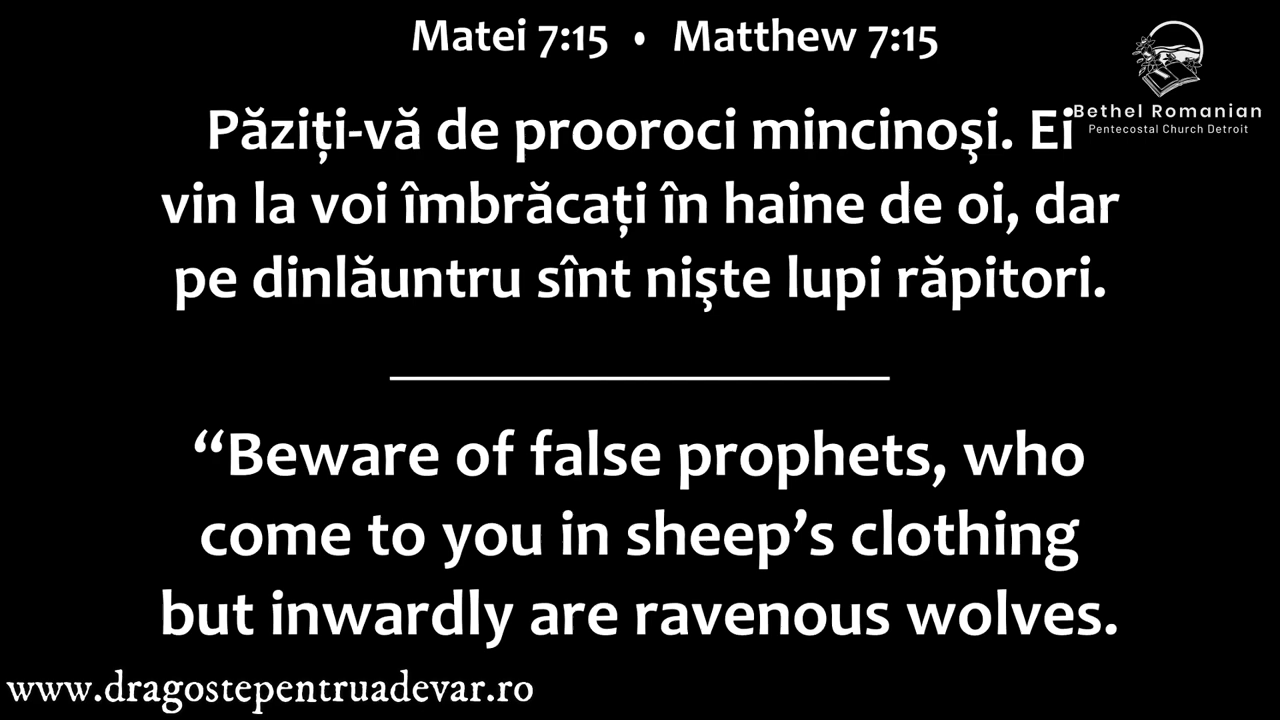 Matei 7:15 • Matthew 7:15
Bethel Romanian
Pentecostal Church Detroit
Păziți-vă de prooroci mincinoşi. Ei
vin la voi îmbrăcați în haine de oi, dar
pe dinlăuntru sînt nişte lupi răpitori.
“Beware of false prophets, who
come to you in sheep’s clothing
but inwardly are ravenous wolves.
www.dragostepentruadevar.ro